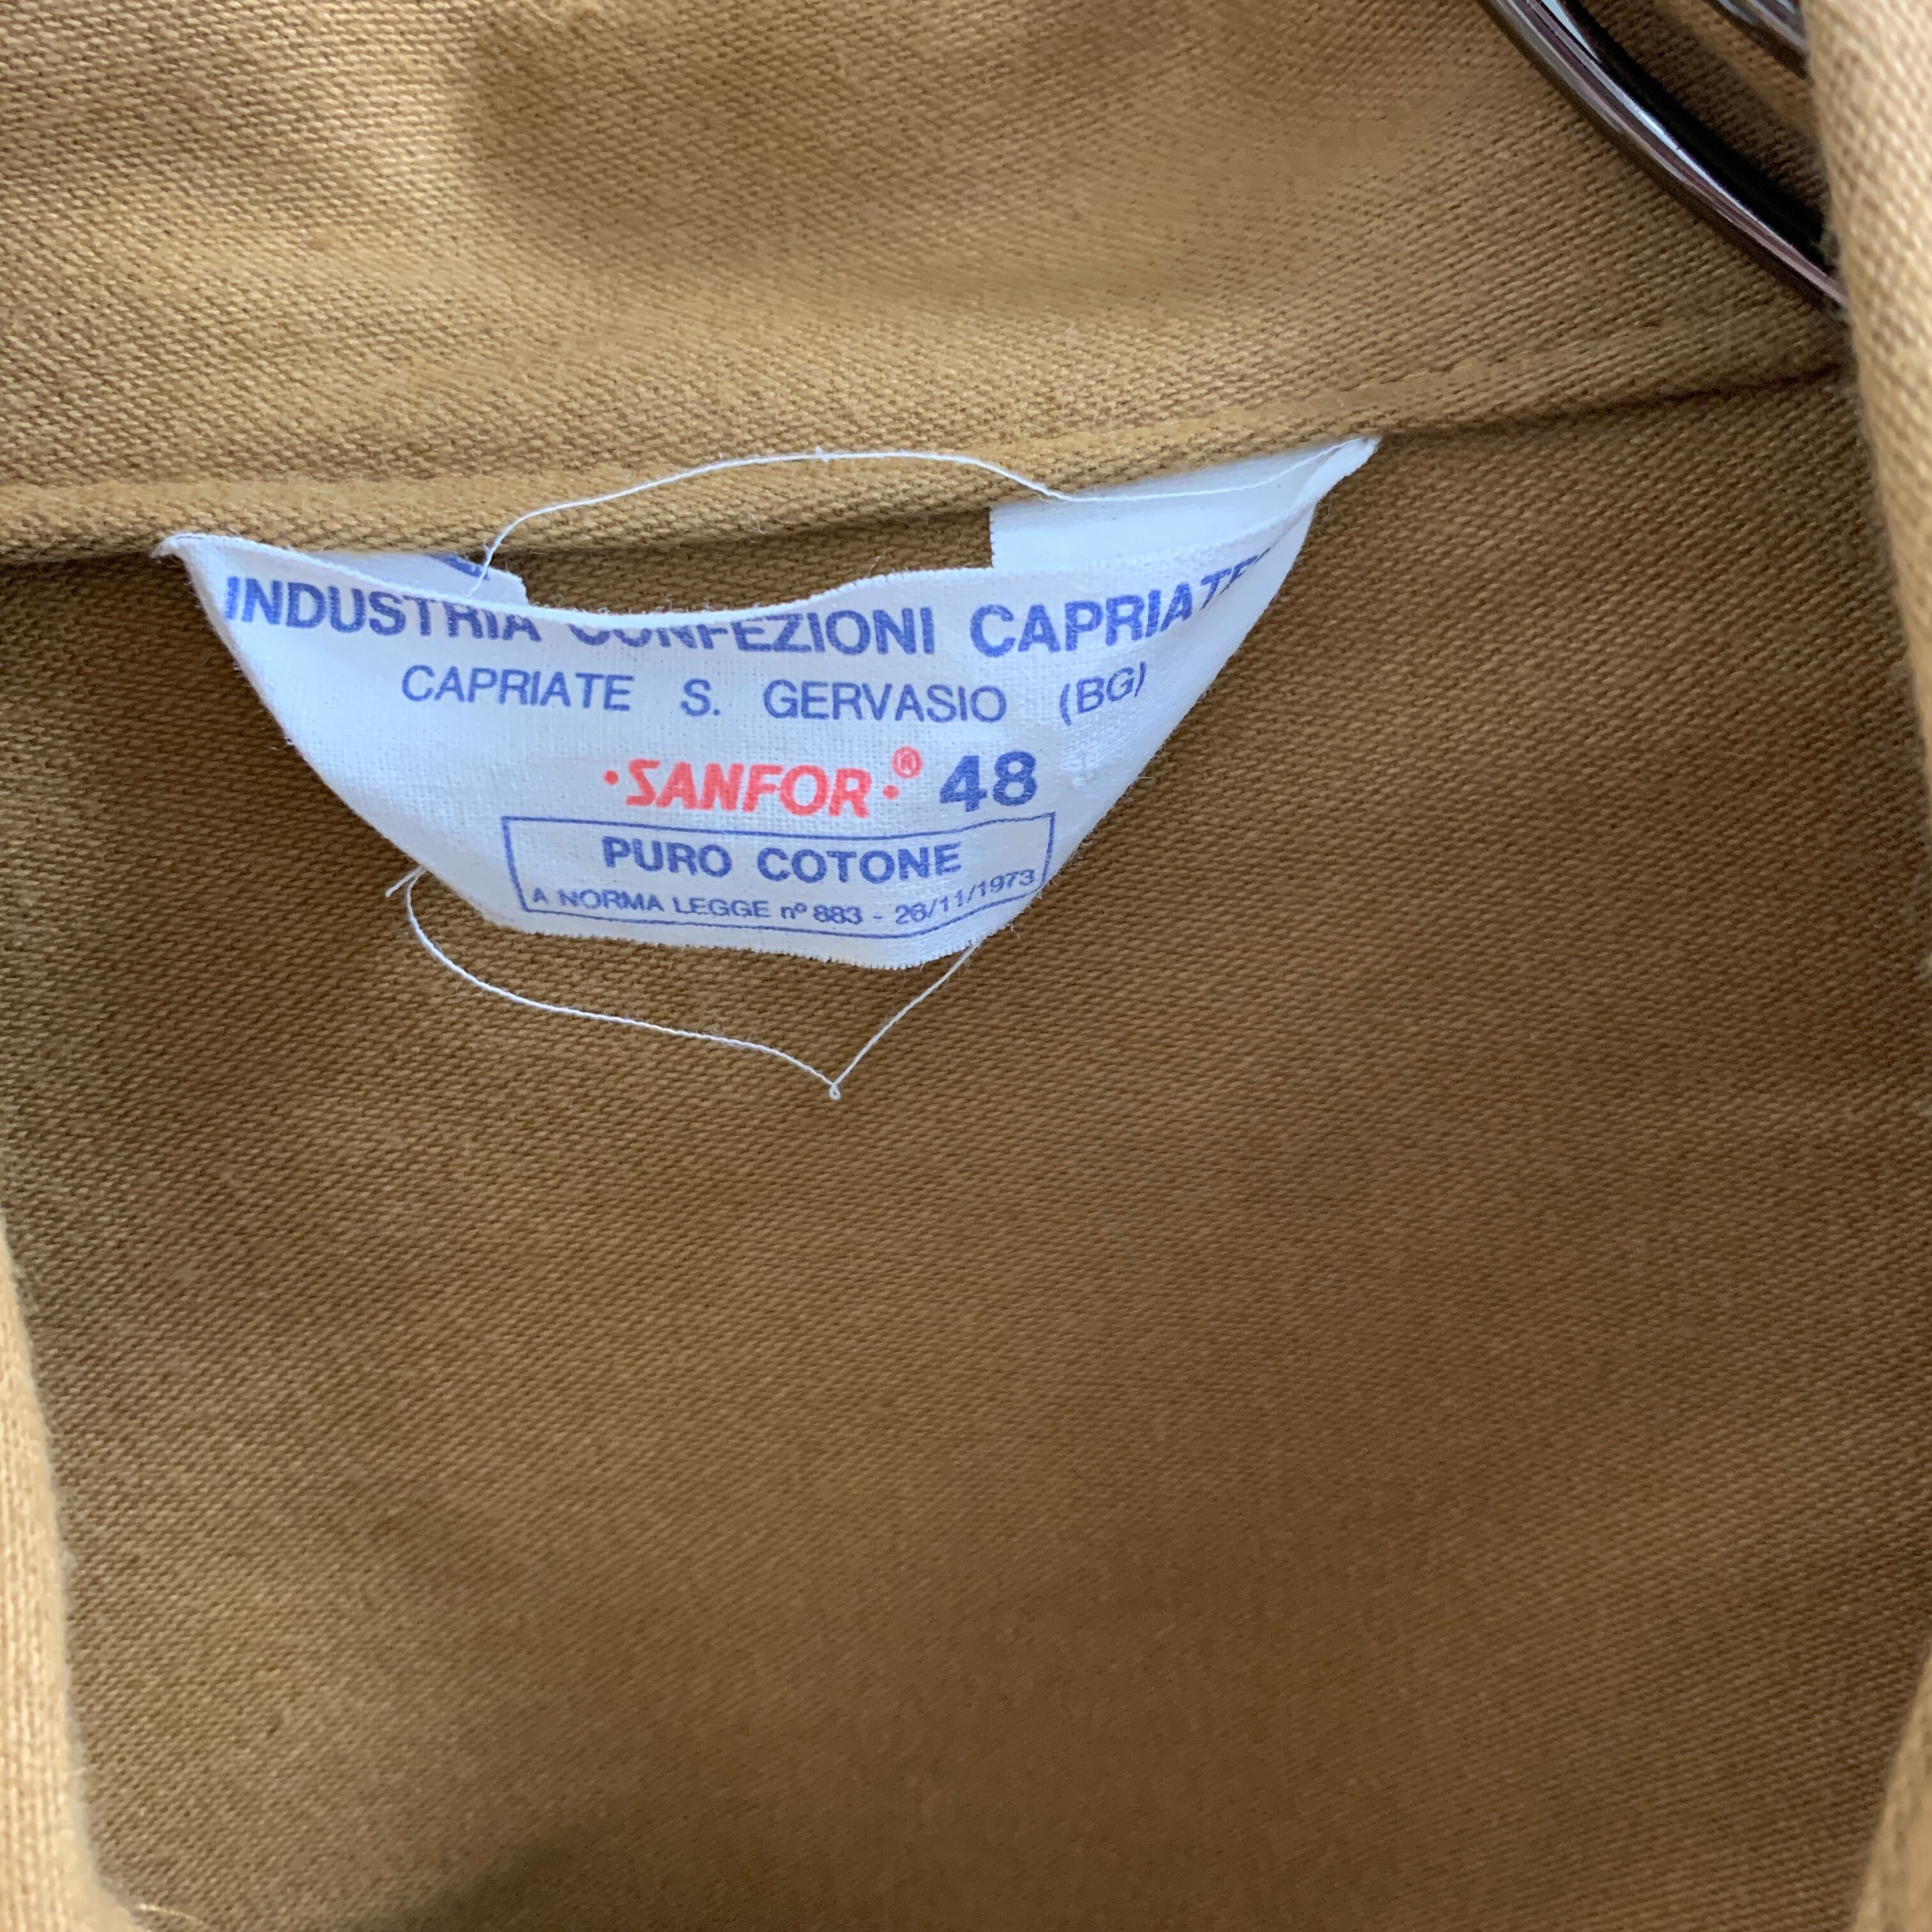 INDUSTRIA CONFEZIONI
CAPRIATE S. GERVASIO (BG)
•SANFOR•® 48
PURO COTONE
A NORMA LEGGE nº 883 - 26/11/1973